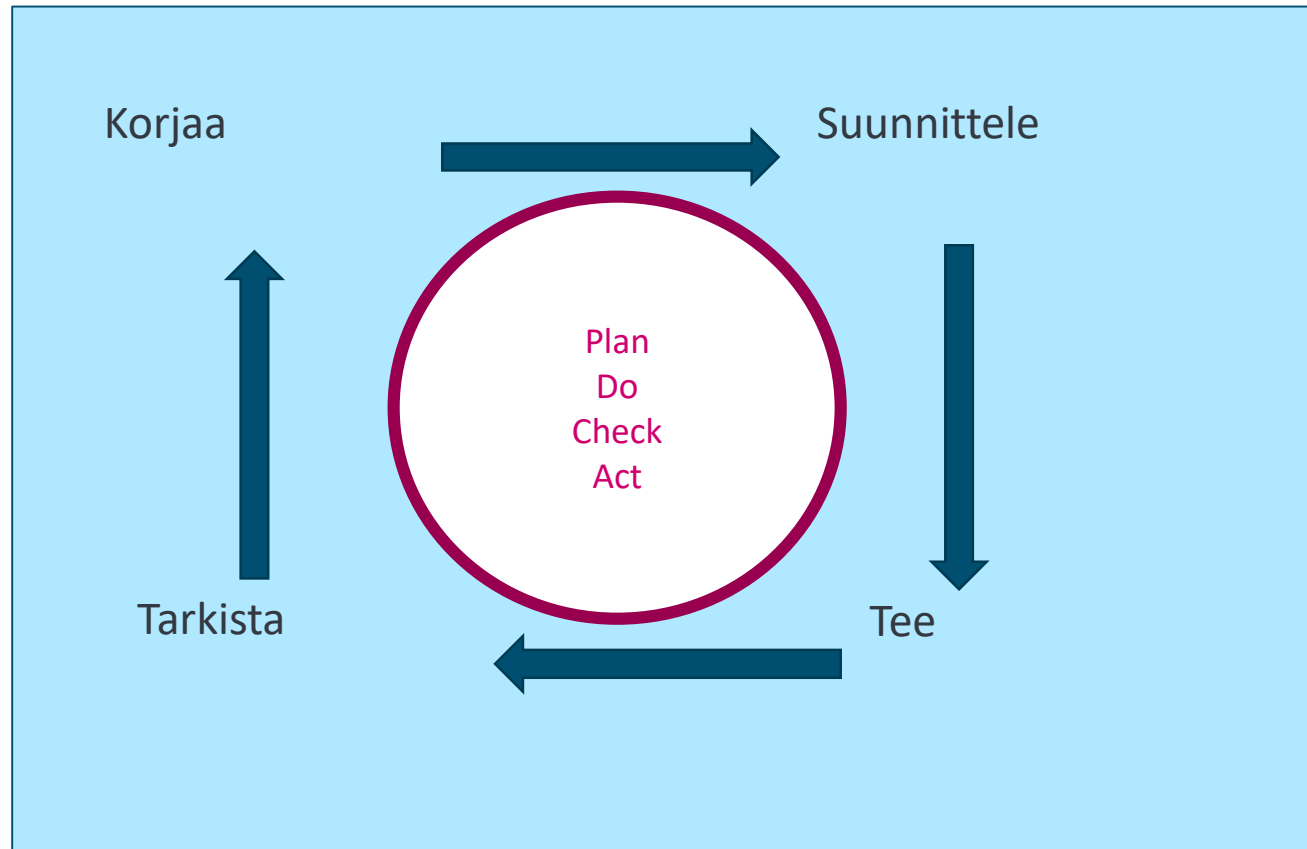 Korjaa
Suunnittele
Plan
Do
Check
Act
Tarkista
Tee